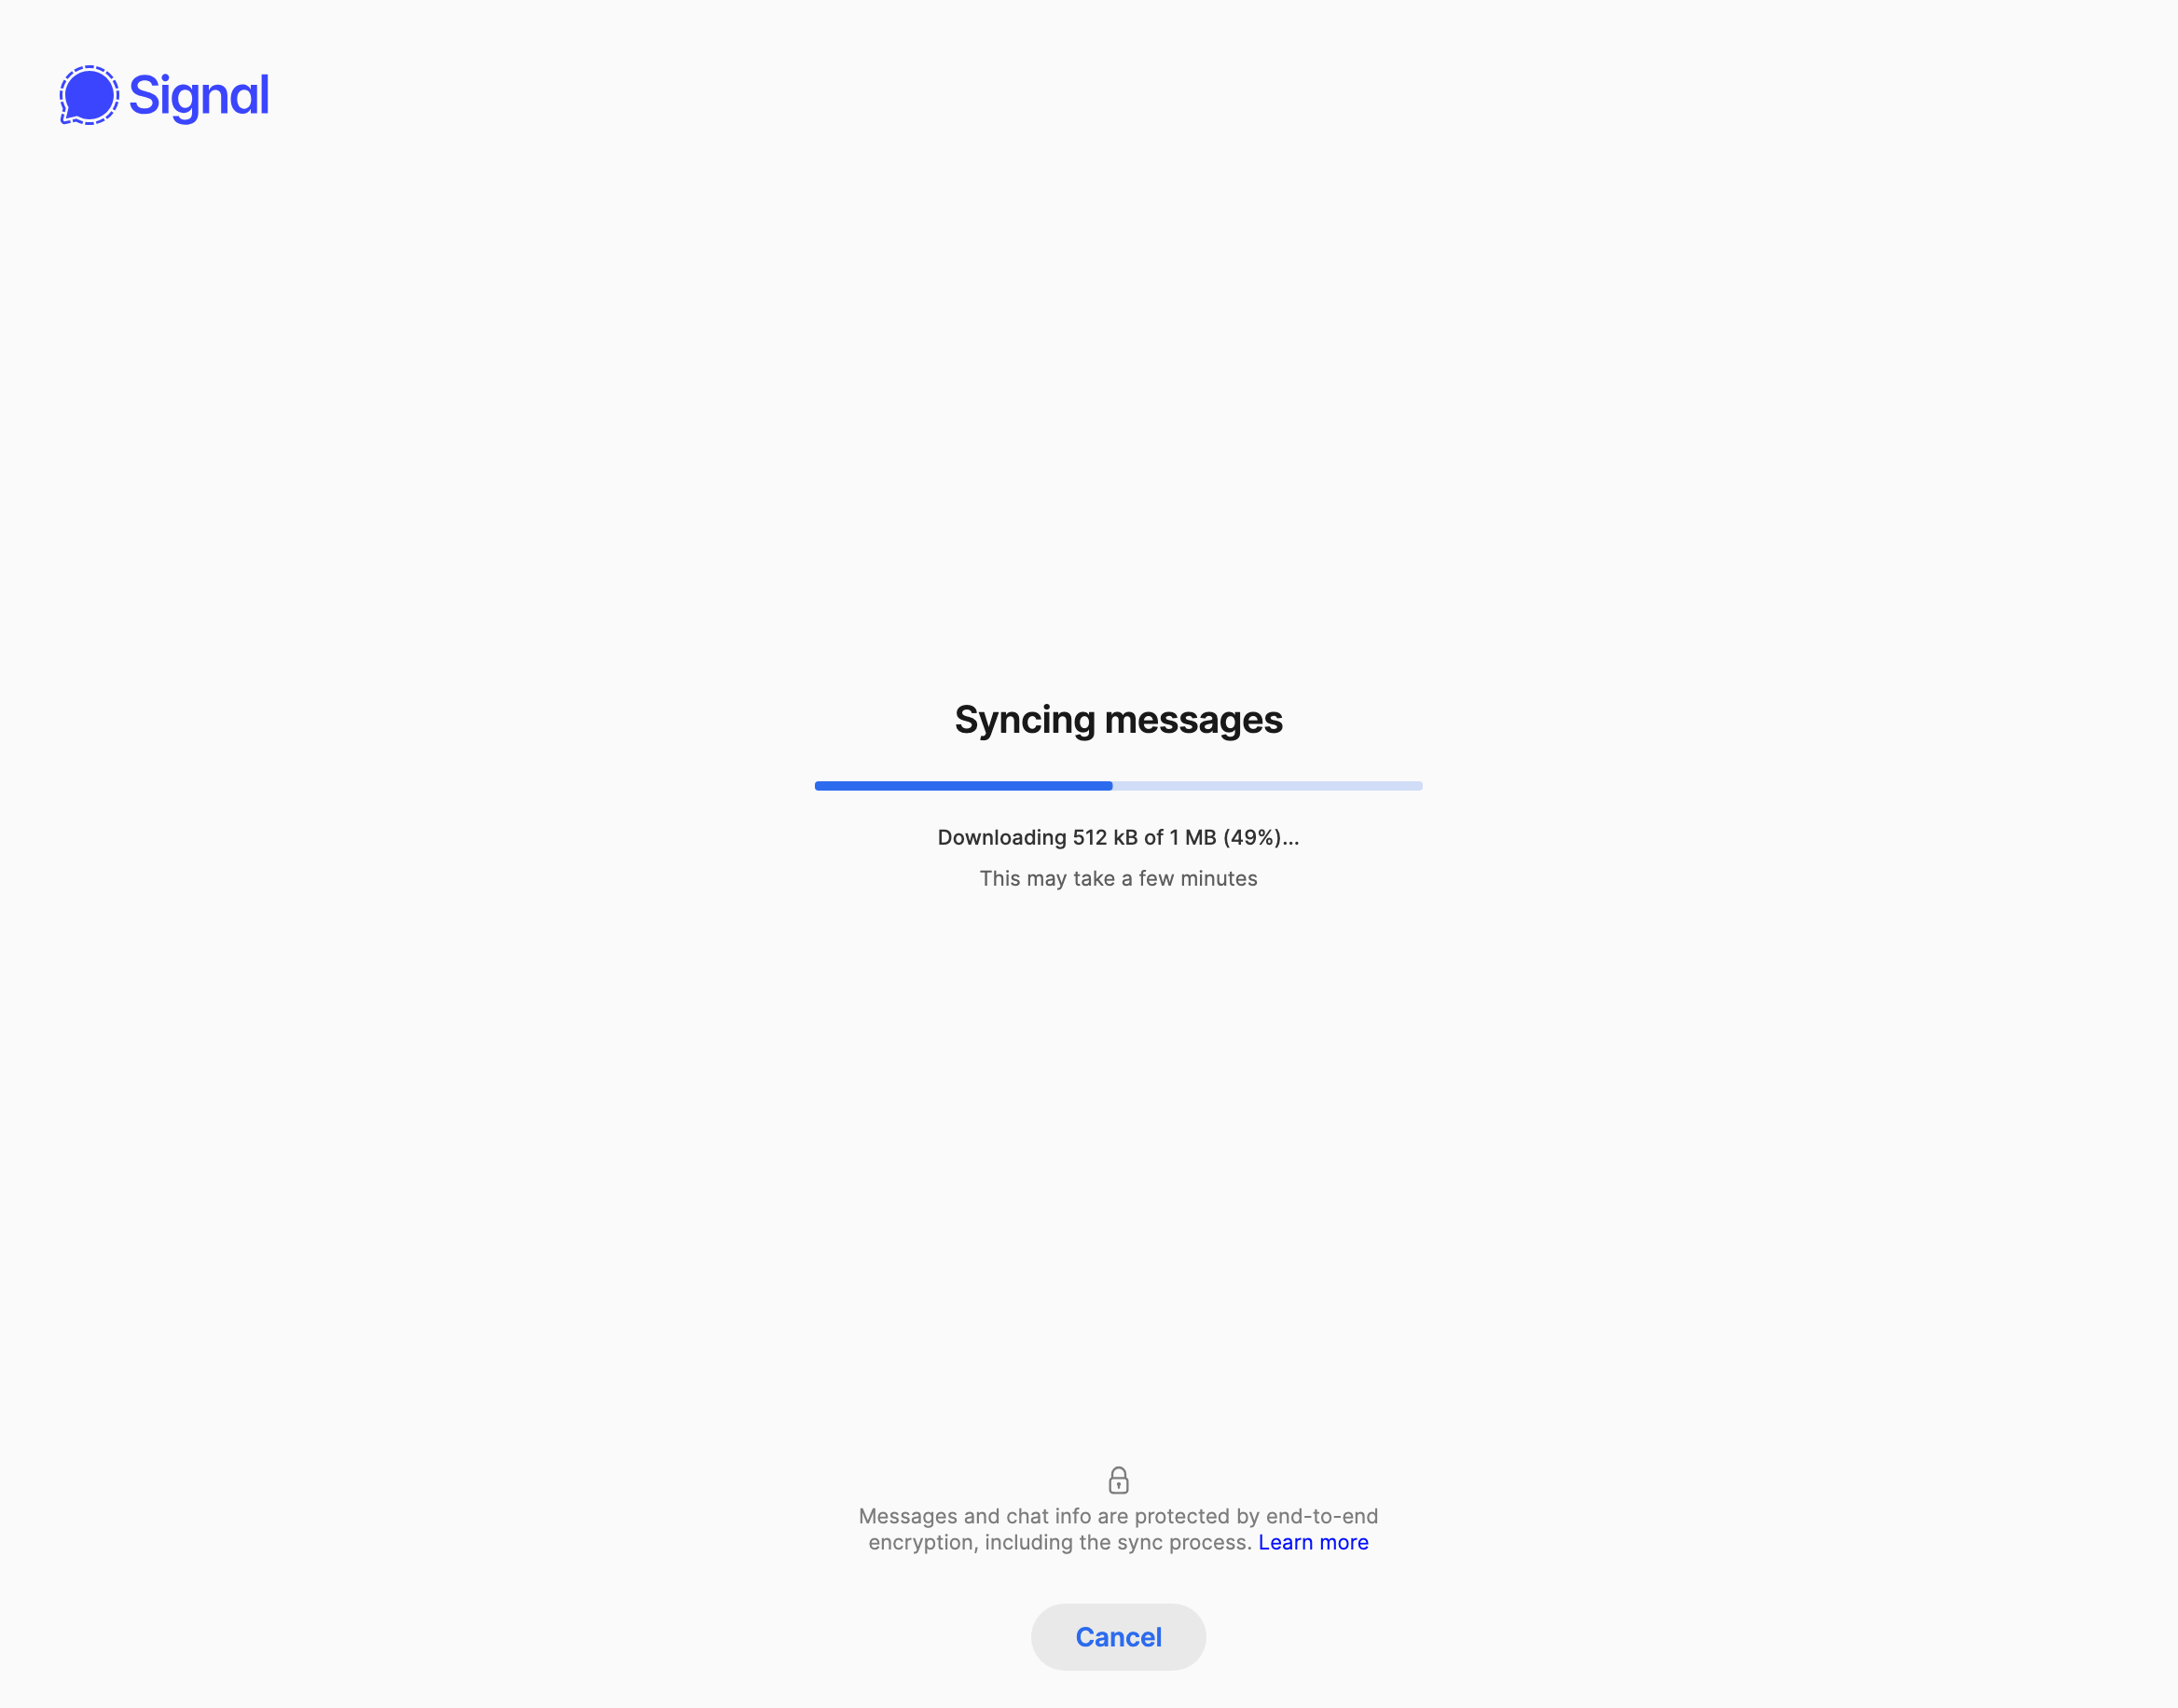 Signal
Syncing messages
Downloading 512 kB of 1 MB (49%)...
This may take a few minutes
Messages and chat info are protected by end-to-end
encryption, including the sync process. Learn more
Cancel